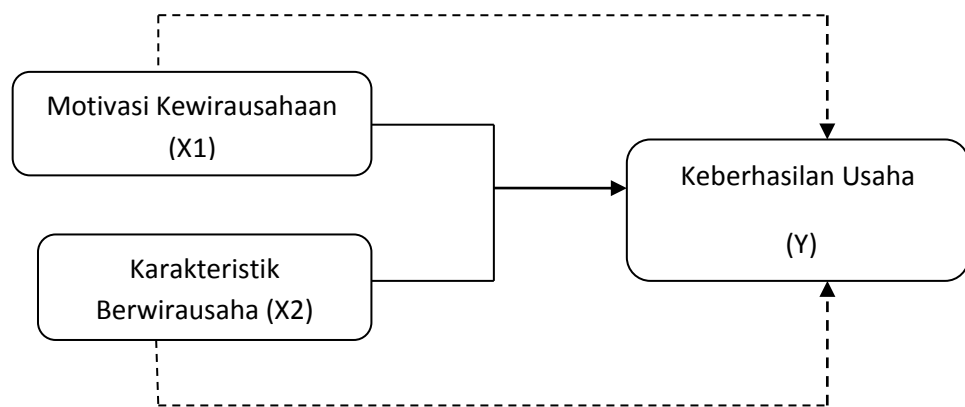 Motivasi Kewirausahaan
(X1)
Keberhasilan Usaha
(Y)
Karakteristik
Berwirausaha (X2)